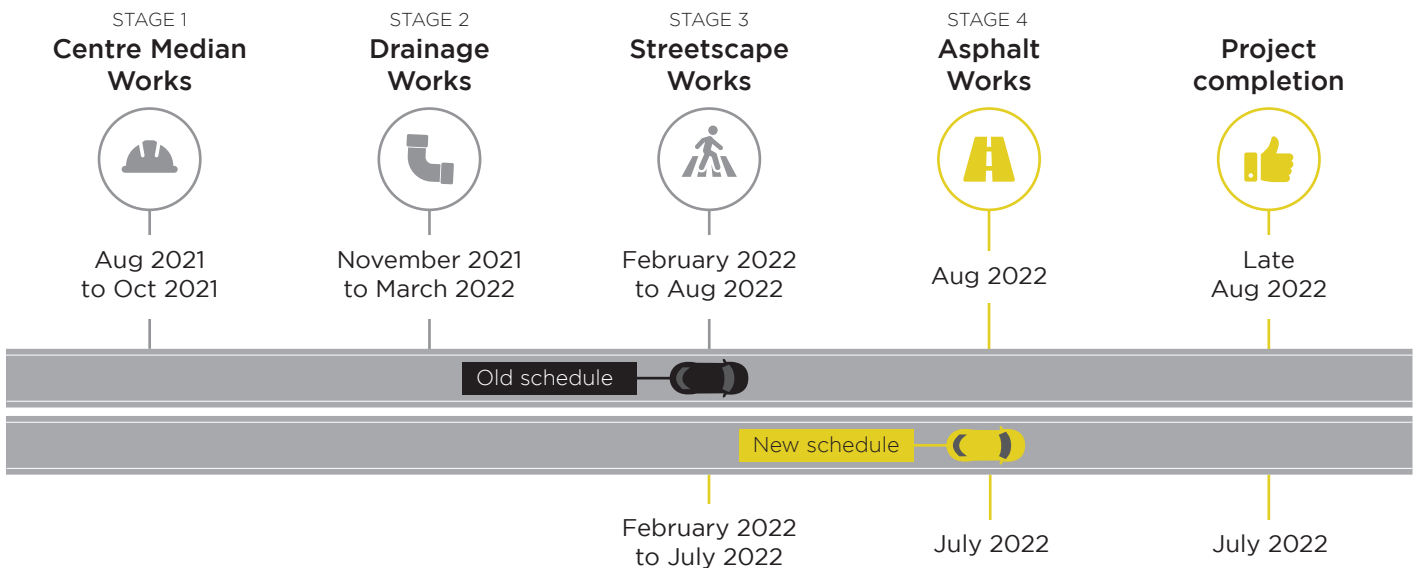 STAGE 1
Centre Median
Works
Aug 2021
to Oct 2021
STAGE 2
Drainage
Works
November 2021
to March 2022
STAGE 3
Streetscape
Works
February 2022
to Aug 2022
STAGE 4
Asphalt
Works
Aug 2022
Project
completion
Late
Aug 2022
Old schedule
New schedule
February 2022
to July 2022
July 2022
July 2022